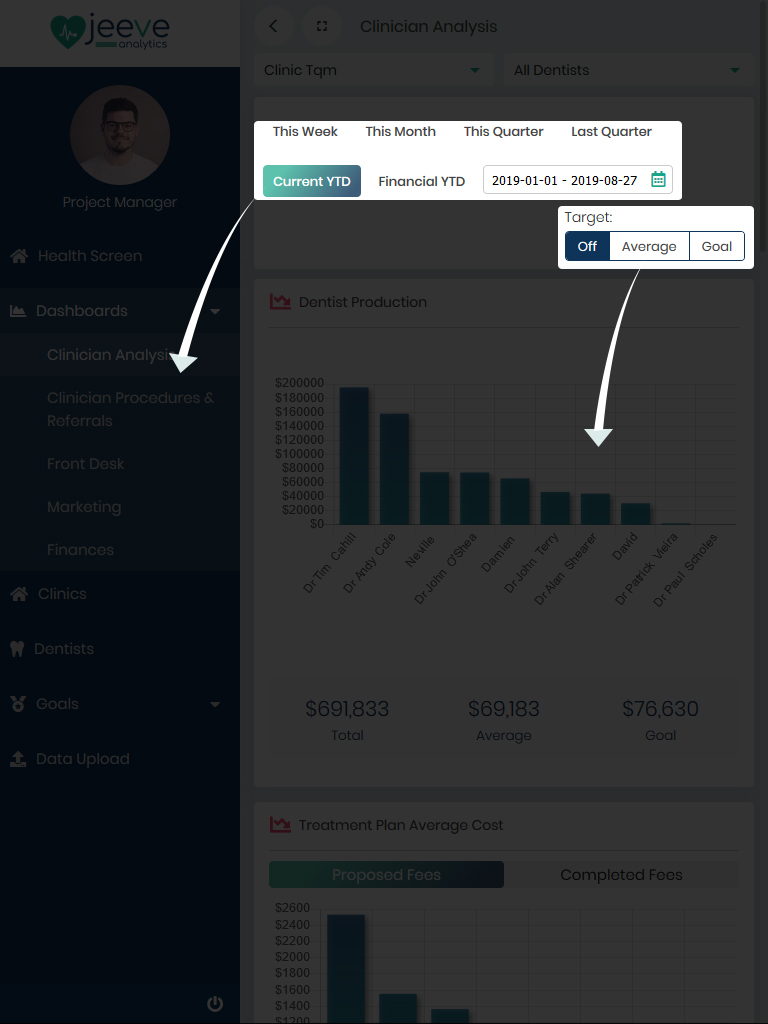 jeeve
analytics
Project Manager
Health Screen
Dashboards
Clinician Analysis
Clinician Procedures &
Referrals
Front Desk
Marketing
Finances
Clinics
Dentists
Goals
Data Upload
Clinician Analysis
Clinic Tqm
All Dentists
This Week This Month This Quarter Last Quarter
Current YTD Financial YTD 2019-01-01 - 2019-08-27
Target:
Off Average Goal
Dentist Production
$200000
$180000
$160000
$140000
$120000
$100000
$80000
$60000
$40000
$20000
$0
Dr Tim Cahill
Dr Andy Cole
Neville
Dr John O'Shea
Damien
Dr John Terry
Dr Alan Shearer
David
Dr Patrick Vieira
Dr Paul Scholes
$691,833 $69,183 $76,630
Total Average Goal
Treatment Plan Average Cost
Proposed Fees Completed Fees
$2600
$2400
$2200
$2000
$1800
$1600
$1400
$1200